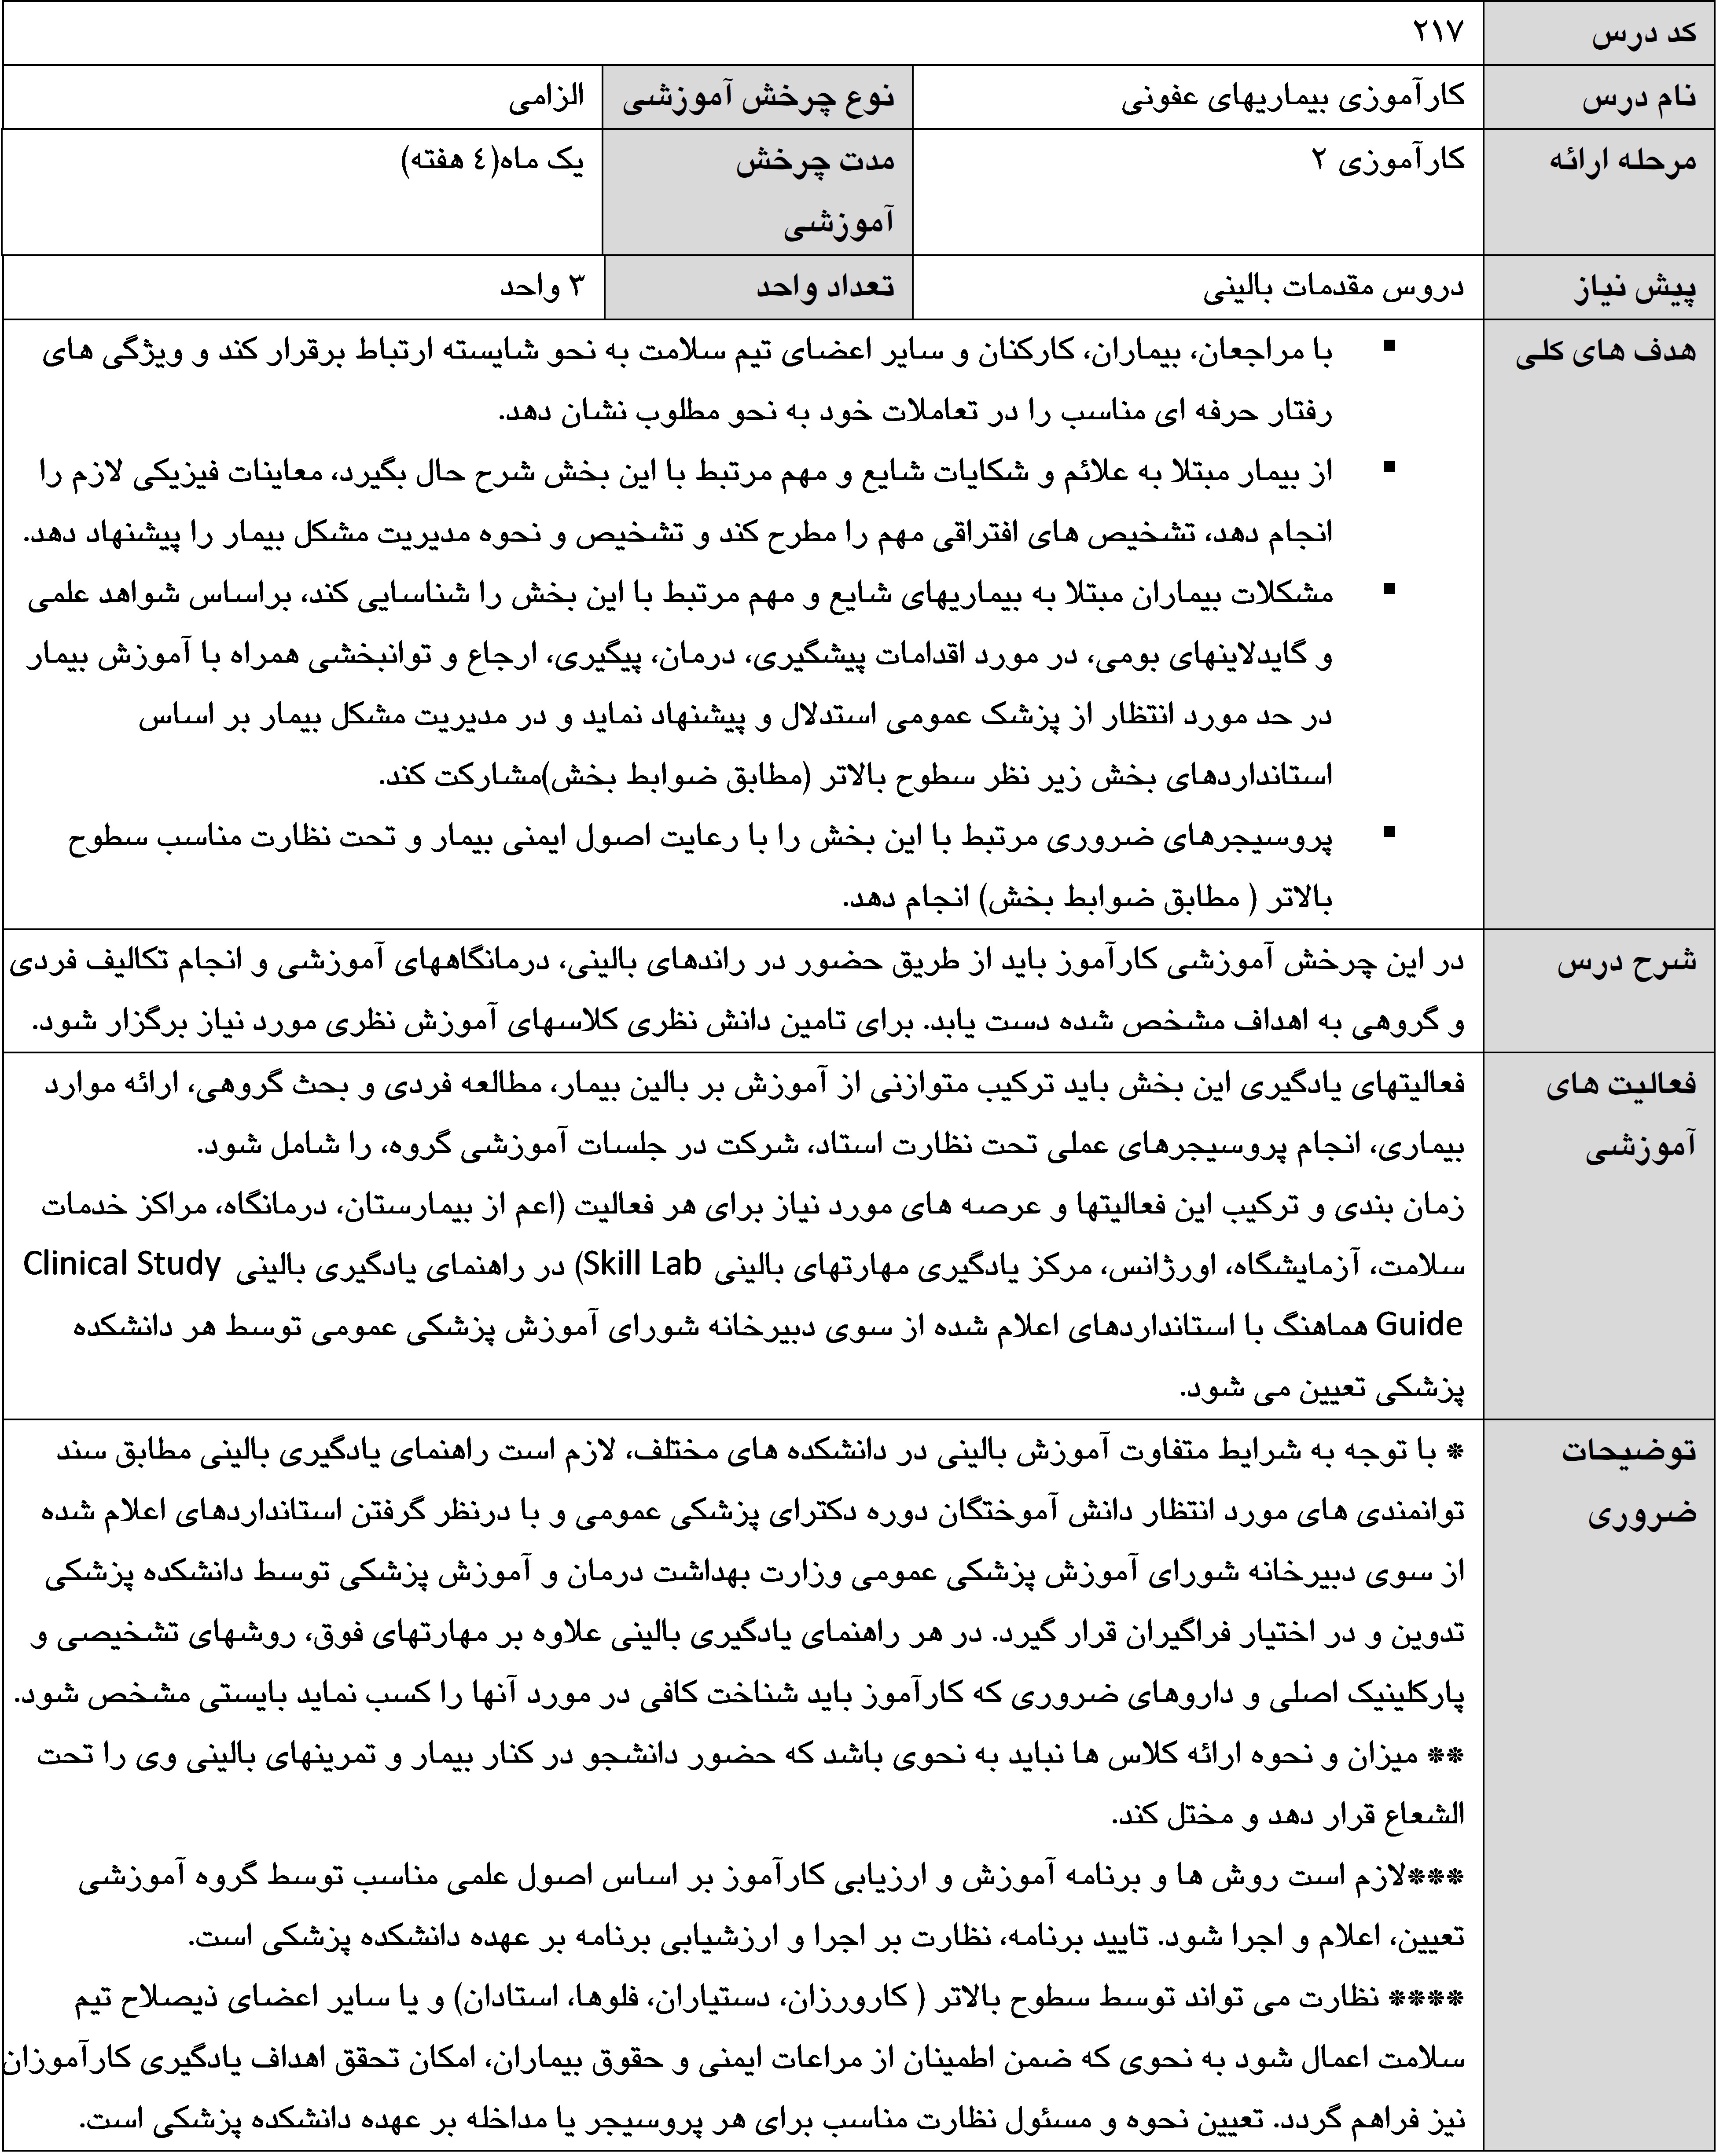 کد درس ۲۱۷
نام درس کارآموزی بیماریهای عفونی نوع چرخش آموزشی الزامی
مرحله ارائه کارآموزی ۲ مدت چرخش آموزشی یک ماه(٤ هفته)
پیش نیاز دروس مقدمات بالینی تعداد واحد ۳ واحد
هدف های کلی
▪ با مراجعان، بیماران، کارکنان و سایر اعضای تیم سلامت به نحو شایسته ارتباط برقرار کند و ویژگی های
رفتار حرفه ای مناسب را در تعاملات خود به نحو مطلوب نشان دهد.
▪ از بیمار مبتلا به علائم و شکایات شایع و مهم مرتبط با این بخش شرح حال بگیرد، معاینات فیزیکی لازم را
انجام دهد، تشخیص های افتراقی مهم را مطرح کند و تشخیص و نحوه مدیریت مشکل بیمار را پیشنهاد دهد.
▪ مشکلات بیماران مبتلا به بیماریهای شایع و مهم مرتبط با این بخش را شناسایی کند، براساس شواهد علمی
و گایدلاینهای بومی، در مورد اقدامات پیشگیری، درمان، پیگیری، ارجاع و توانبخشی همراه با آموزش بیمار
در حد مورد انتظار از پزشک عمومی استدلال و پیشنهاد نماید و در مدیریت مشکل بیمار بر اساس
استانداردهای بخش زیر نظر سطوح بالاتر (مطابق ضوابط بخش)مشارکت کند.
▪ پروسیجرهای ضروری مرتبط با این بخش را با رعایت اصول ایمنی بیمار و تحت نظارت مناسب سطوح
بالاتر ( مطابق ضوابط بخش) انجام دهد.
شرح درس
در این چرخش آموزشی کارآموز باید از طریق حضور در راندهای بالینی، درمانگاههای آموزشی و انجام تکالیف فردی
و گروهی به اهداف مشخص شده دست یابد. برای تامین دانش نظری کلاسهای آموزش نظری مورد نیاز برگزار شود.
فعالیت های
آموزشی
فعالیتهای یادگیری این بخش باید ترکیب متوازنی از آموزش بر بالین بیمار، مطالعه فردی و بحث گروهی، ارائه موارد
بیماری، انجام پروسیجرهای عملی تحت نظارت استاد، شرکت در جلسات آموزشی گروه، را شامل شود.
زمان بندی و ترکیب این فعالیتها و عرصه های مورد نیاز برای هر فعالیت (اعم از بیمارستان، درمانگاه، مراکز خدمات
سلامت، آزمایشگاه، اورژانس، مرکز یادگیری مهارتهای بالینی Skill Lab) در راهنمای یادگیری بالینی Clinical Study
Guide هماهنگ با استانداردهای اعلام شده از سوی دبیرخانه شورای آموزش پزشکی عمومی توسط هر دانشکده
پزشکی تعیین می شود.
توضیحات
ضروری
* با توجه به شرایط متفاوت آموزش بالینی در دانشکده های مختلف، لازم است راهنمای یادگیری بالینی مطابق سند
توانمندی های مورد انتظار دانش آموختگان دوره دکترای پزشکی عمومی و با درنظر گرفتن استانداردهای اعلام شده
از سوی دبیرخانه شورای آموزش پزشکی عمومی وزارت بهداشت درمان و آموزش پزشکی توسط دانشکده پزشکی
تدوین و در اختیار فراگیران قرار گیرد. در هر راهنمای یادگیری بالینی علاوه بر مهارتهای فوق، روشهای تشخیصی و
پارکلینیک اصلی و داروهای ضروری که کارآموز باید شناخت کافی در مورد آنها را کسب نماید بایستی مشخص شود.
** میزان و نحوه ارائه کلاس ها نباید به نحوی باشد که حضور دانشجو در کنار بیمار و تمرینهای بالینی وی را تحت
الشعاع قرار دهد و مختل کند.
***لازم است روش ها و برنامه آموزش و ارزیابی کارآموز بر اساس اصول علمی مناسب توسط گروه آموزشی
تعیین، اعلام و اجرا شود. تایید برنامه، نظارت بر اجرا و ارزشیابی برنامه بر عهده دانشکده پزشکی است.
**** نظارت می تواند توسط سطوح بالاتر ( کارورزان، دستیاران، فلوها، استادان) و یا سایر اعضای ذیصلاح تیم
سلامت اعمال شود به نحوی که ضمن اطمینان از مراعات ایمنی و حقوق بیماران، امکان تحقق اهداف یادگیری کارآموزان
نیز فراهم گردد. تعیین نحوه و مسئول نظارت مناسب برای هر پروسیجر یا مداخله بر عهده دانشکده پزشکی است.